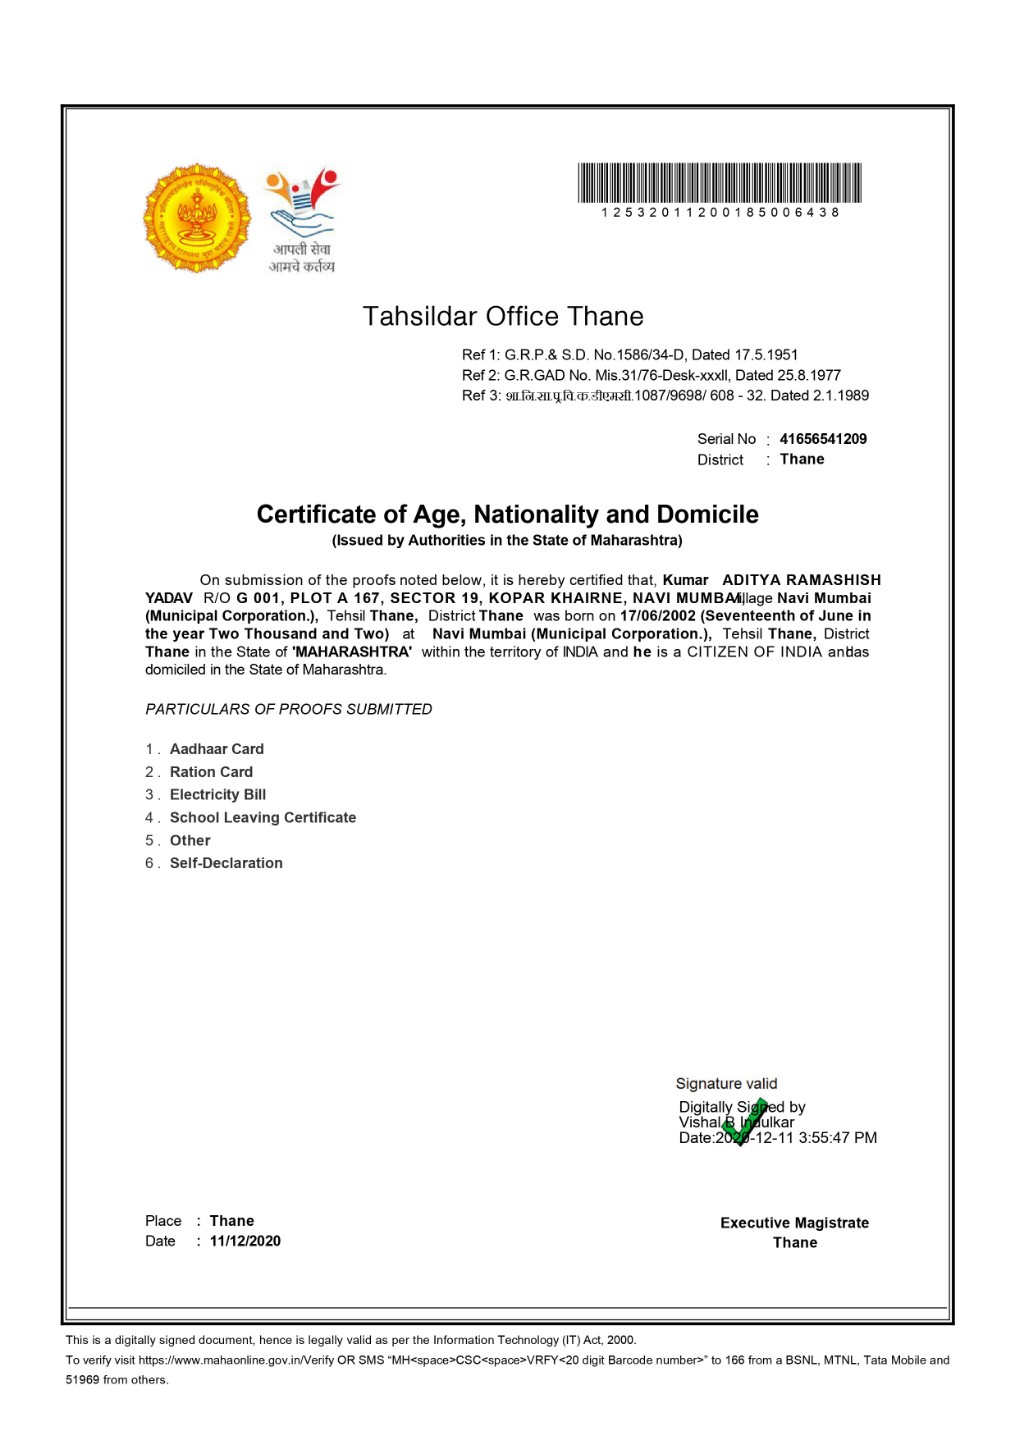 आपली सेवा
आमचे कर्तव्य
12532011200185006438
Tahsildar Office Thane
Ref 1: G.R.P.& S.D. No.1586/34-D, Dated 17.5.1951
Ref 2: G.R.GAD No. Mis.31/76-Desk-xxxll, Dated 25.8.1977
Ref 3: शा.नि.सा.प्र.वि.क.डीएमसी.1087/9698/ 608 - 32. Dated 2.1.1989
Serial No : 41656541209
District : Thane
Certificate of Age, Nationality and Domicile
(Issued by Authorities in the State of Maharashtra)
On submission of the proofs noted below, it is hereby certified that, Kumar ADITYA RAMASHISH
YADAV R/O G 001, PLOT A 167, SECTOR 19, KOPAR KHAIRNE, NAVI MUMBAI, Village Navi Mumbai
(Municipal Corporation.), Tehsil Thane, District Thane was born on 17/06/2002 (Seventeenth of June in
the year Two Thousand and Two) at Navi Mumbai (Municipal Corporation.), Tehsil Thane, District
Thane in the State of 'MAHARASHTRA' within the territory of INDIA and he is a CITIZEN OF INDIA and has
domiciled in the State of Maharashtra.
PARTICULARS OF PROOFS SUBMITTED
1 . Aadhaar Card
2 . Ration Card
3 . Electricity Bill
4 . School Leaving Certificate
5 . Other
6 . Self-Declaration
Signature valid
Digitally Signed by
Vishal B Indulkar
Date:2020-12-11 3:55:47 PM
Place : Thane
Date : 11/12/2020
Executive Magistrate
Thane
This is a digitally signed document, hence is legally valid as per the Information Technology (IT) Act, 2000.
To verify visit https://www.mahaonline.gov.in/Verify OR SMS “MH<space>CSC<space>VRFY<20 digit Barcode number>” to 166 from a BSNL, MTNL, Tata Mobile and
51969 from others.